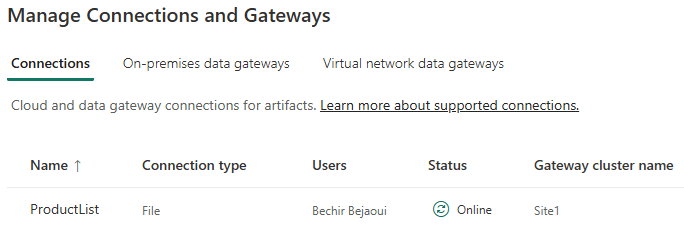 Manage Connections and Gateways
Connections On-premises data gateways Virtual network data gateways
Cloud and data gateway connections for artifacts. Learn more about supported connections.
Name ↑ Connection type Users Status Gateway cluster name
ProductList File Bechir Bejaoui Online Site1